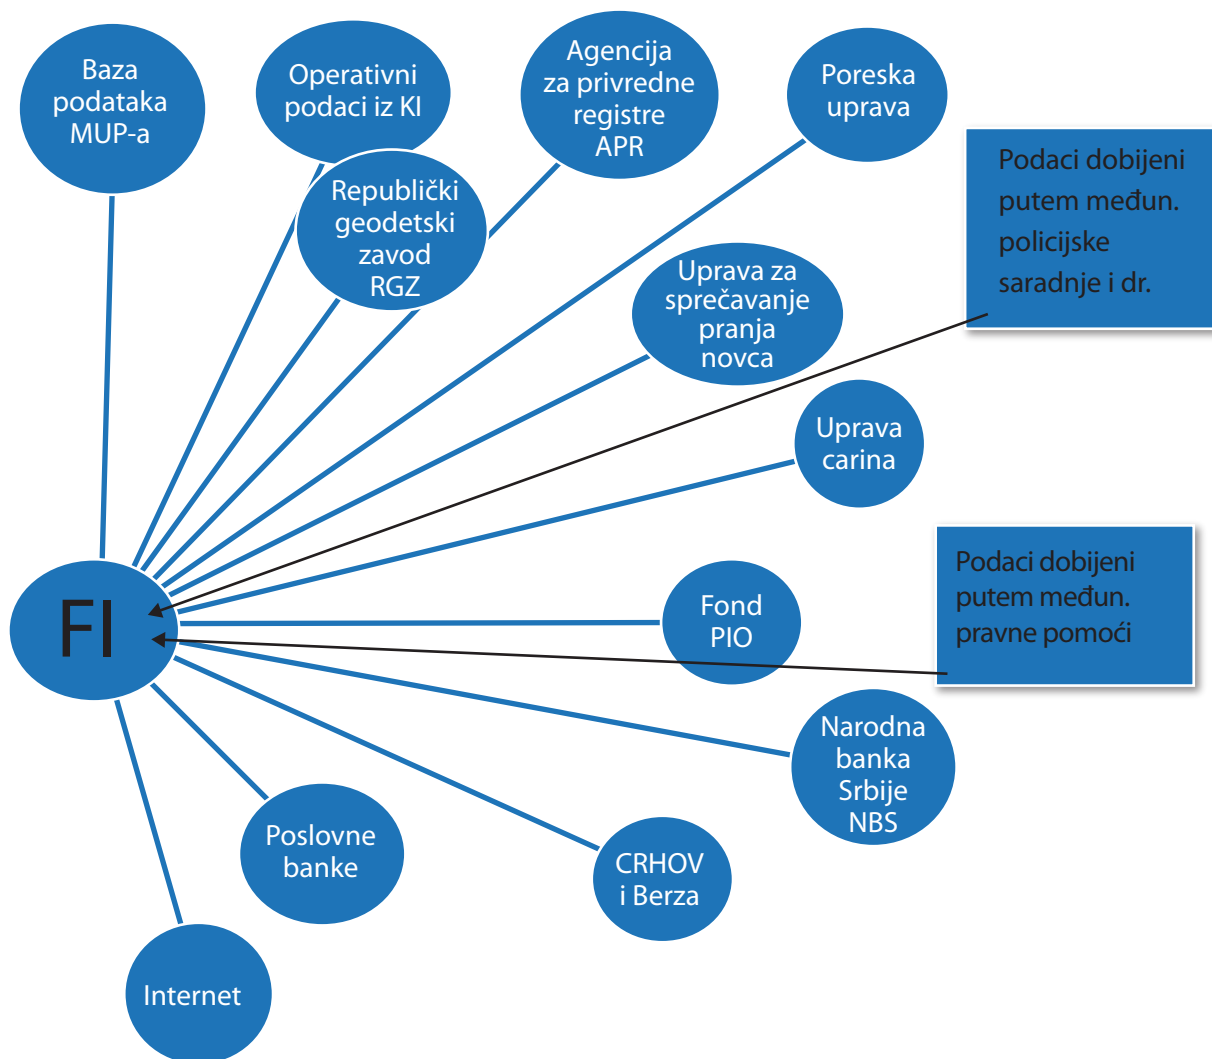 Baza
podataka
MUP-a
Operativni
podaci iz KI
Agencija
za privredne
registre
APR
Poreska
uprava
Podaci dobijeni
putem međun.
policijske
saradnje i dr.
Republički
geodetski
zavod
RGZ
Uprava za
sprečavanje
pranja
novca
Uprava
carina
Podaci dobijeni
putem međun.
pravne pomoći
FI
Fond
PIO
Narodna
banka
Srbije
NBS
Poslovne
banke
CRHOV
i Berza
Internet